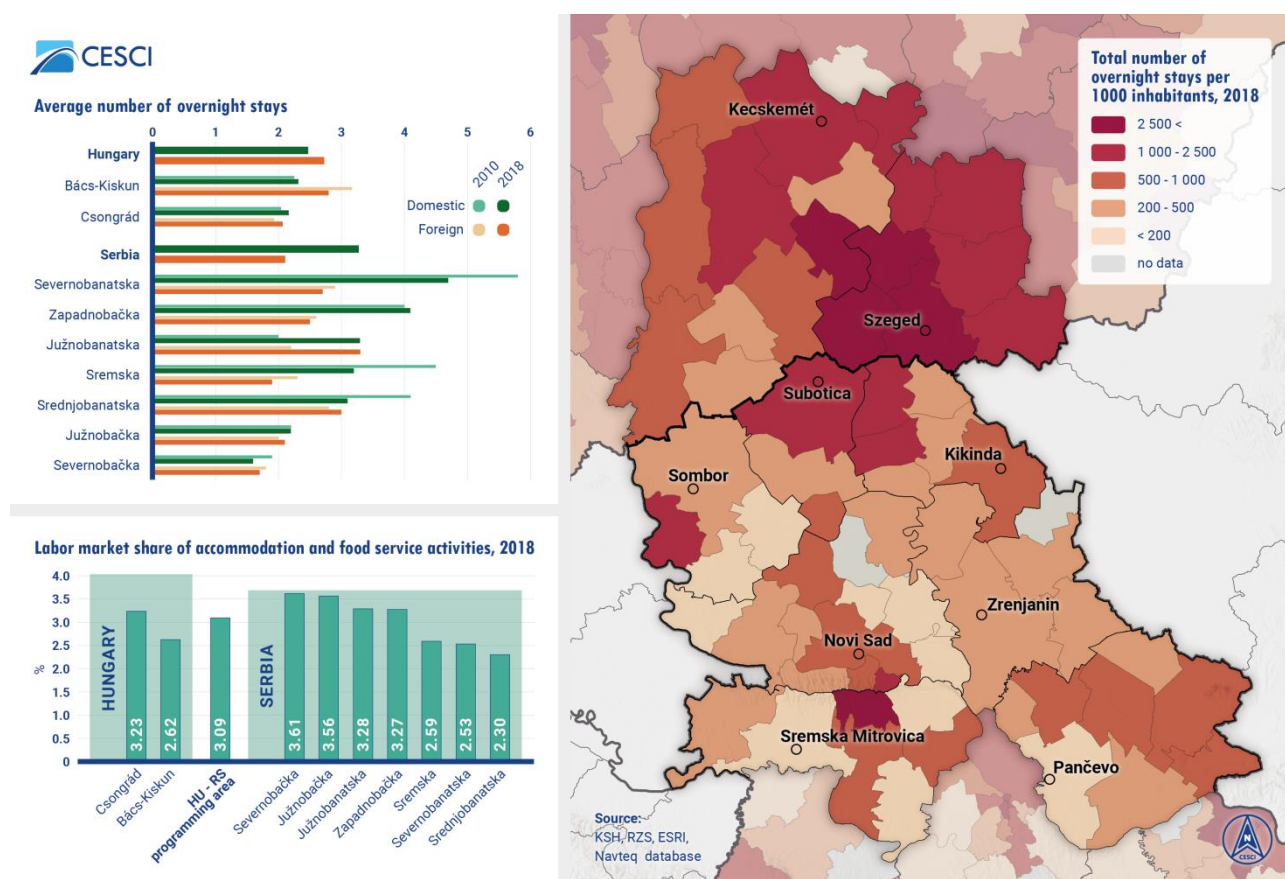 CESCI
Average number of overnight stays
0 1 2 3 4 5 6
Hungary
Bács-Kiskun
Csongrád
Serbia
Severnobanatska
Zapadnobačka
Južnobanatska
Sremska
Srednjobanatska
Južnobačka
Severnobačka
2010 2018
Domestic
Foreign
Labor market share of accommodation and food service activities, 2018
4.0
3.5
3.0
2.5
2.0
1.5
1.0
0.5
0
%
HUNGARY
SERBIA
3.23 2.62 3.09 3.61 3.56 3.28 3.27 2.59 2.53 2.30
Csongrád
Bács-Kiskun
HU - RS
programming area
Severnobačka
Južnobačka
Južnobanatska
Zapadnobačka
Sremska
Severnobanatska
Srednjobanatska
Total number of
overnight stays per
1000 inhabitants, 2018
2 500 <
1 000 - 2 500
500 - 1 000
200 - 500
< 200
no data
Kecskemét
Szeged
Subotica
Kikinda
Sombor
Zrenjanin
Novi Sad
Sremska Mitrovica
Pančevo
Source:
KSH, RZS, ESRI,
Navteq database
N
CESCI